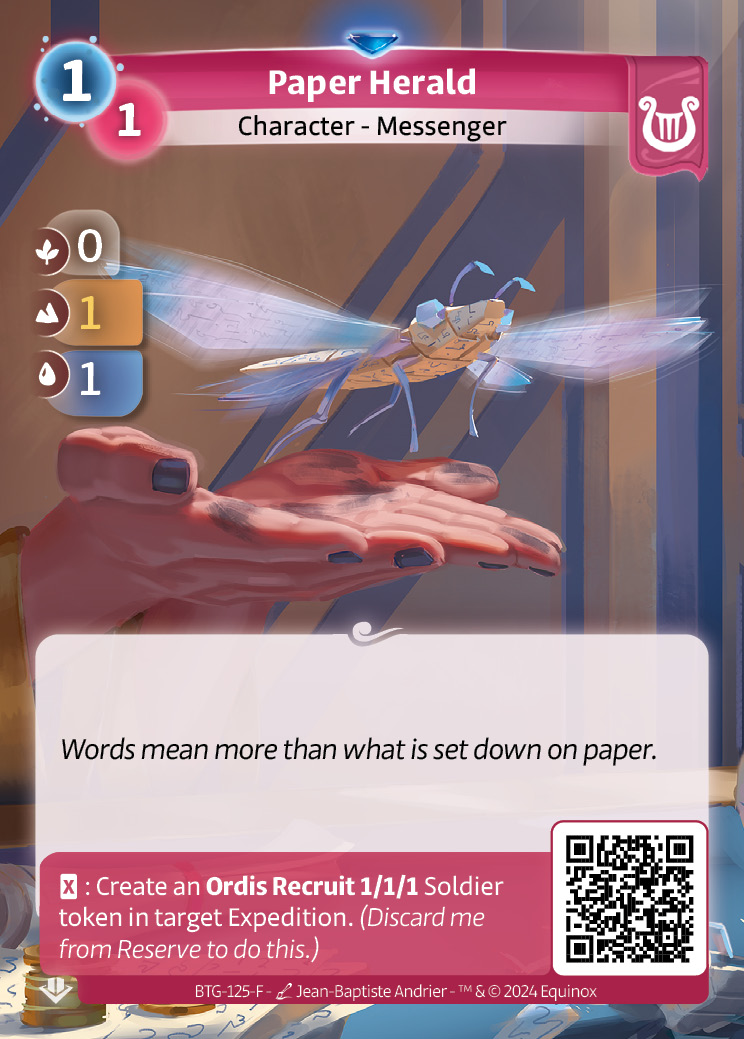 1
Paper Herald
1
Character - Messenger
0
1
1
Words mean more than what is set down on paper.
X : Create an Ordis Recruit 1/1/1 Soldier
token in target Expedition. (Discard me
from Reserve to do this.)
BTG-125-F - Jean-Baptiste Andrier - ™ & © 2024 Equinox